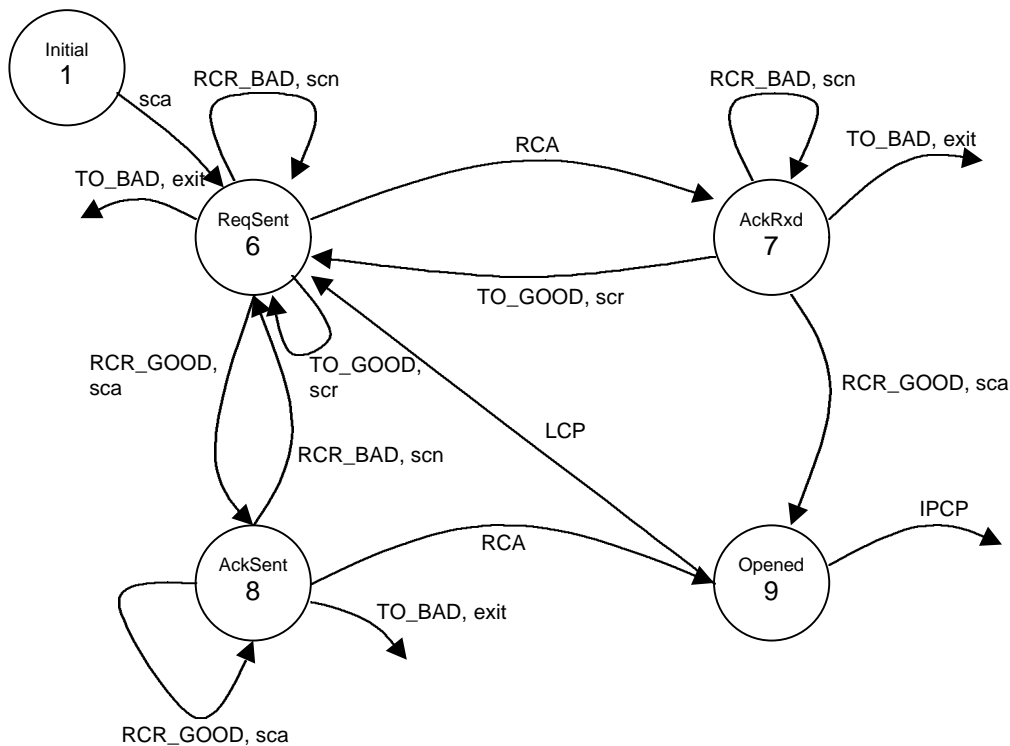 Initial
1
sca
RCR_BAD, scn
RCR_BAD, scn
RCA
TO_BAD, exit
TO_BAD, exit
ReqSent
6
AckRxd
7
TO_GOOD, scr
RCR_GOOD,
sca
TO_GOOD,
scr
RCR_GOOD, sca
LCP
RCR_BAD, scn
IPCP
RCA
AckSent
8
Opened
9
TO_BAD, exit
RCR_GOOD, sca